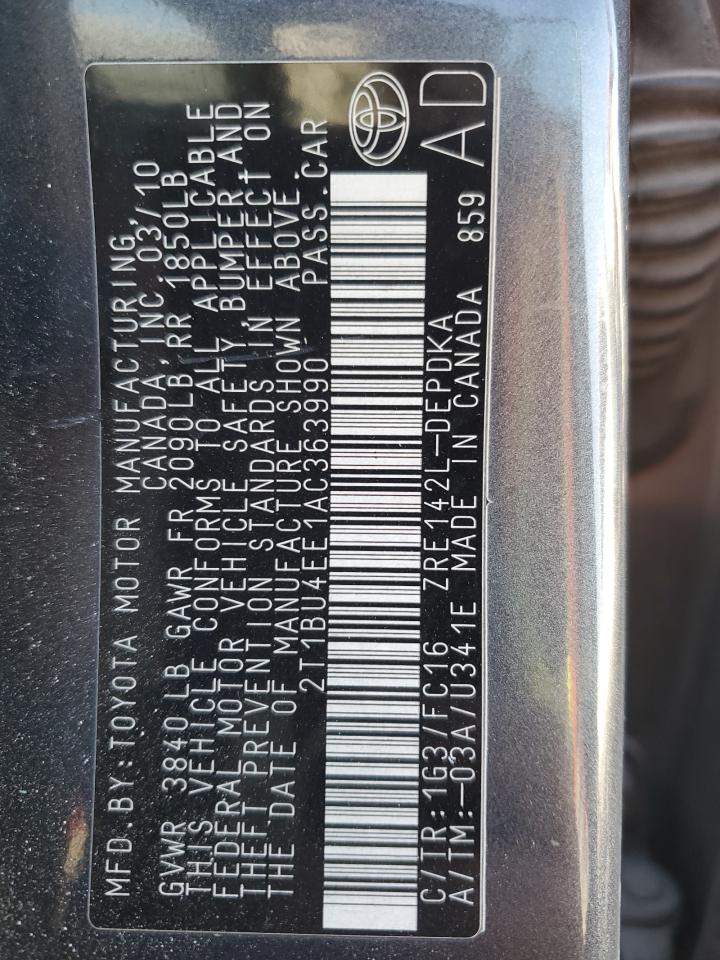 MFD.BY:TOYOTA MOTOR MANUFACTURING,
CANADA, INC. 03/10
GVWR 3840 LB GAWR FR 2090LB RR 1850LB
THIS VEHICLE CONFORMS TO ALL APPLICABLE
FEDERAL MOTOR VEHICLE SAFETY, BUMPER AND
THEFT PREVENTION STANDARDS IN EFFECT ON
THE DATE OF MANUFACTURE SHOWN ABOVE.
2T1BU4EE1AC363990 PASS.CAR
C/TR:1G3/FC16 ZRE142L-DEPDKA
A/TM:-03A/U341E MADE IN CANADA 859
AD